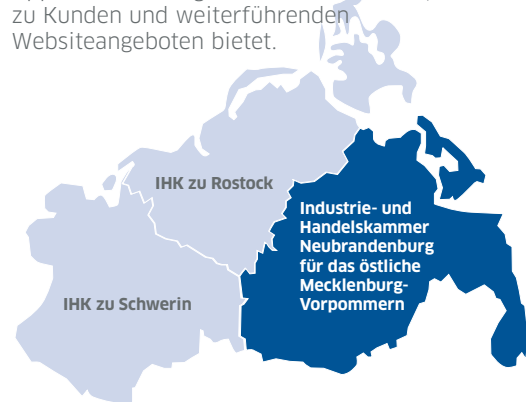 zu Kunden und weiterführenden
Websiteangeboten bietet.
IHK zu Rostock
Industrie- und
Handelskammer
Neubrandenburg
für das östliche
Mecklenburg-
Vorpommern
IHK zu Schwerin